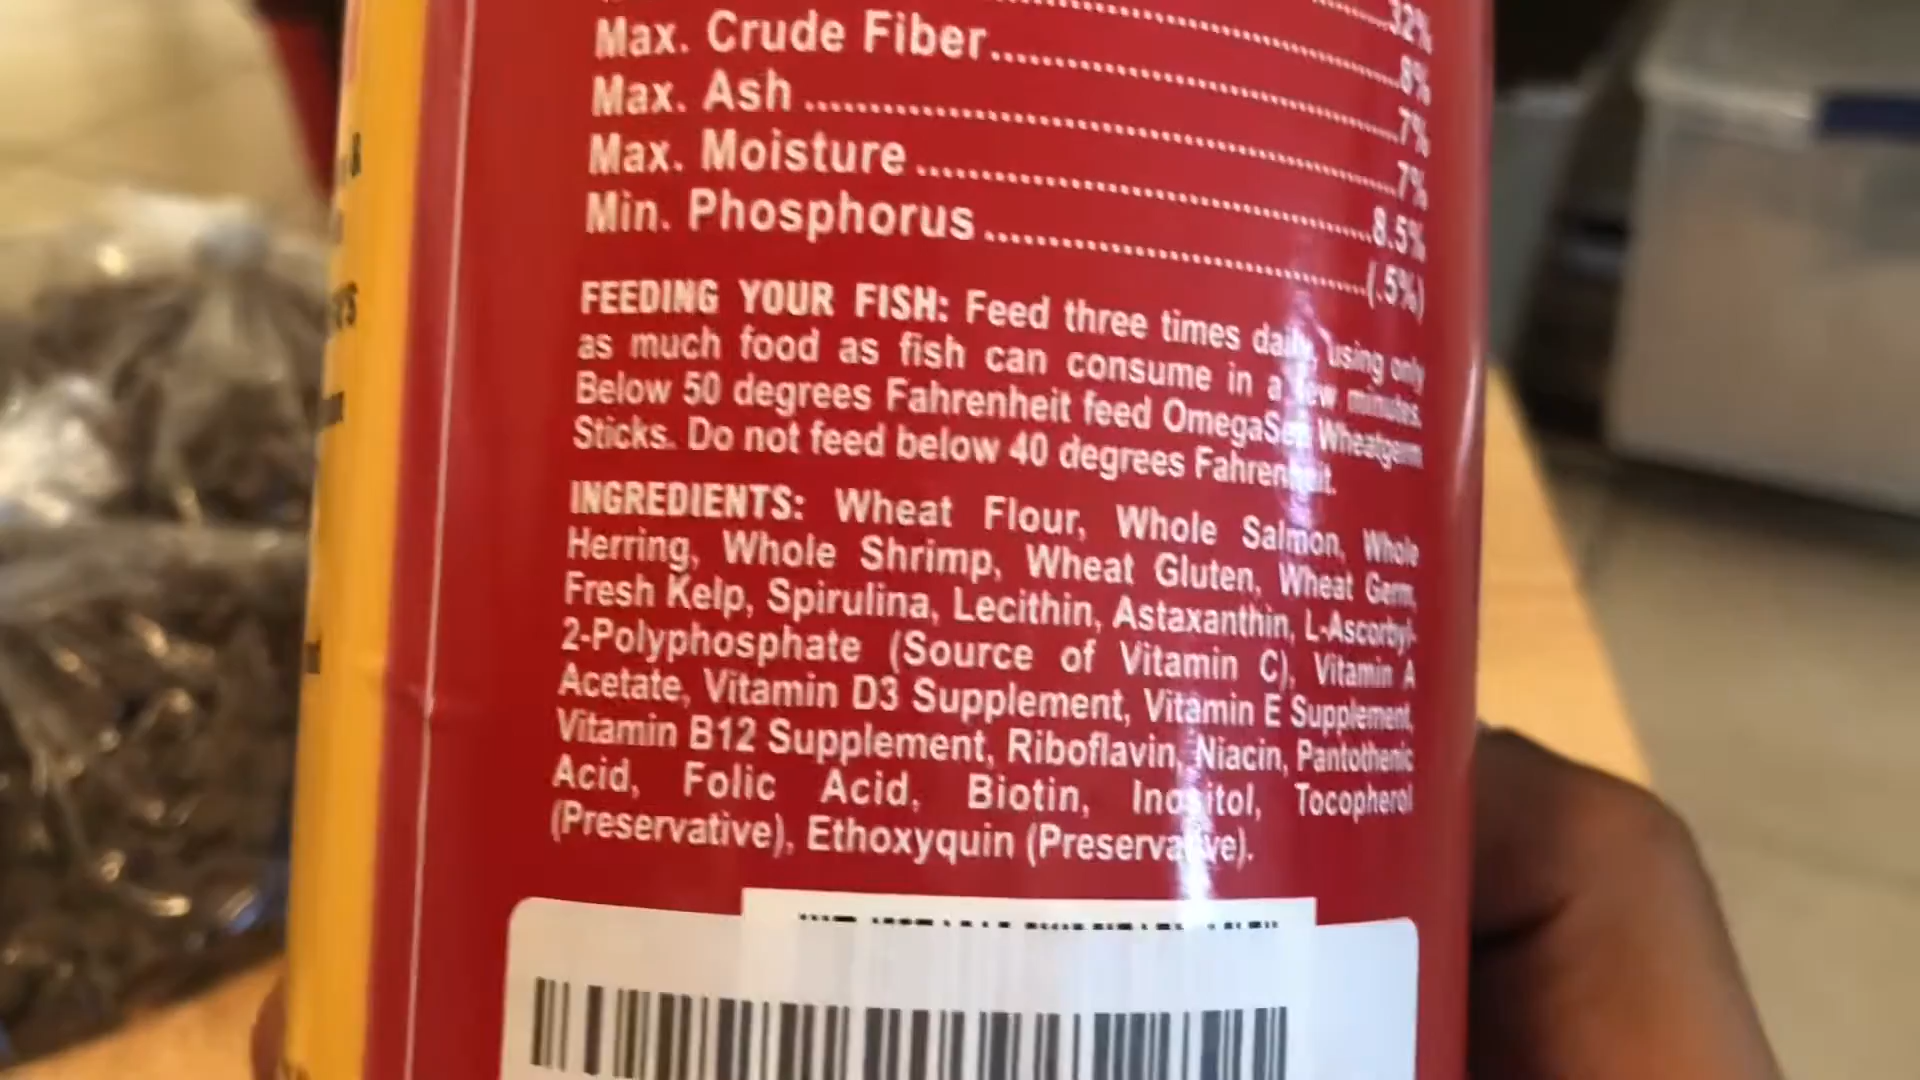 32%
8%
Max. Crude Fiber 7%
Max. Ash 7%
Max. Moisture 8.5%
Min. Phosphorus (.5%)
FEEDING YOUR FISH: Feed three times daily, using only
as much food as fish can consume in a few minutes.
Below 50 degrees Fahrenheit feed OmegaSea Wheatgerm
Sticks. Do not feed below 40 degrees Fahrenheit.
INGREDIENTS: Wheat Flour, Whole Salmon, Whole
Herring, Whole Shrimp, Wheat Gluten, Wheat Germ,
Fresh Kelp, Spirulina, Lecithin, Astaxanthin, L-Ascorbyl-
2-Polyphosphate (Source of Vitamin C), Vitamin A
Acetate, Vitamin D3 Supplement, Vitamin E Supplement,
Vitamin B12 Supplement, Riboflavin, Niacin, Pantothenic
Acid, Folic Acid, Biotin, Inositol, Tocopherol
(Preservative), Ethoxyquin (Preservative).